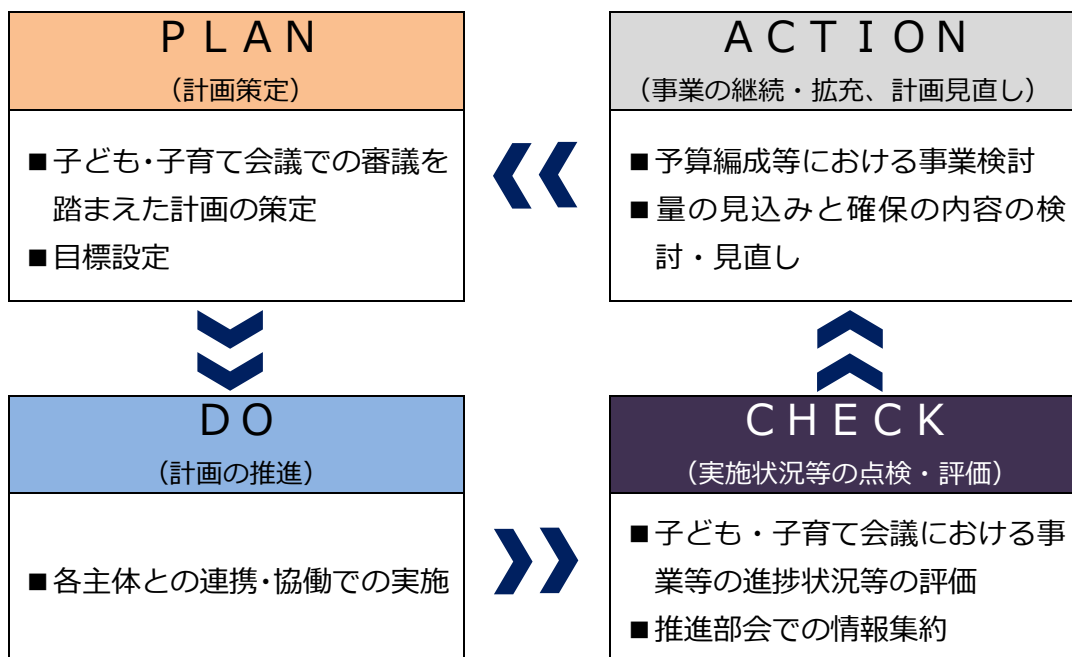 ＰＬＡＮ
（計画策定）
■子ども・子育て会議での審議を
踏まえた計画の策定
■目標設定
ＡＣＴＩＯＮ
（事業の継続・拡充、計画見直し）
■予算編成等における事業検討
■量の見込みと確保の内容の検
討・見直し
ＤＯ
（計画の推進）
■各主体との連携・協働での実施
ＣＨＥＣＫ
（実施状況等の点検・評価）
■子ども・子育て会議における事
業等の進捗状況等の評価
■推進部会での情報集約